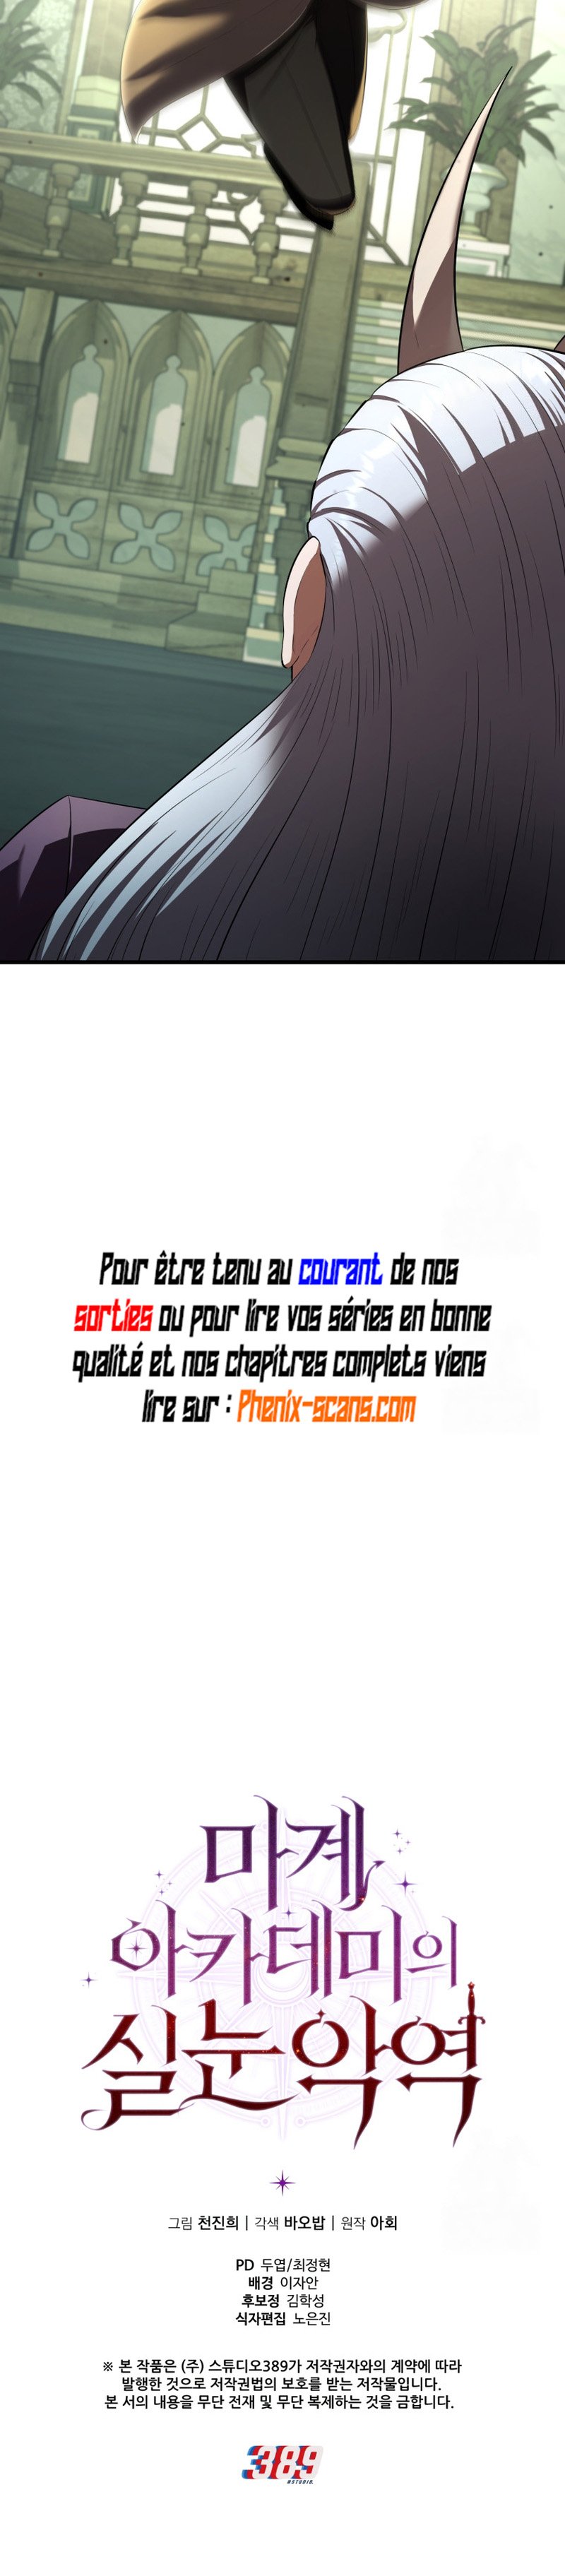 Pour être tenu au courant de nos
sorties ou pour lire vos séries en bonne
qualité et nos chapitres complets viens
lire sur : Phenix-scans.com
마계
아카데미의
실눈악역
그림 천진희 | 각색 바오밥 | 원작 아회
PD 두엽/최정현
배경 이자안
후보정 김학성
식자편집 노은진
※ 본 작품은 (주) 스튜디오389가 저작권자와의 계약에 따라
발행한 것으로 저작권법의 보호를 받는 저작물입니다.
본 서의 내용을 무단 전재 및 무단 복제하는 것을 금합니다.
389
#STUDIO.